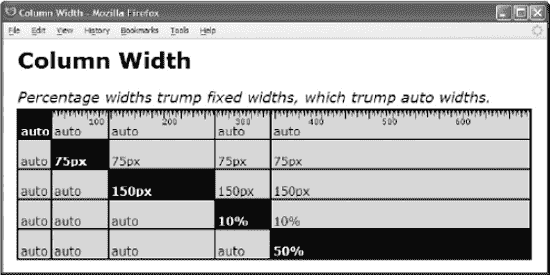 Column Width - Mozilla Firefox
File Edit View History Bookmarks Tools Help
Column Width
Percentage widths trump fixed widths, which trump auto widths.
100 200 300 400 500 600
auto auto auto auto auto
auto 75px 75px 75px 75px
auto auto 150px 150px 150px
auto auto auto 10% 10%
auto auto auto auto 50%